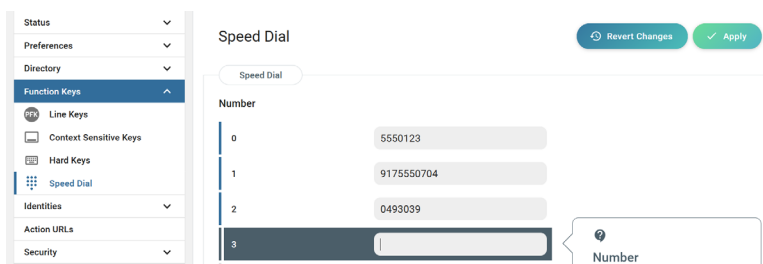 Status
Preferences
Directory
Function Keys
PFK Line Keys
Context Sensitive Keys
Hard Keys
Speed Dial
Identities
Action URLs
Security
Speed Dial
Revert Changes
Apply
Speed Dial
Number
0 5550123
1 9175550704
2 0493039
3
Number